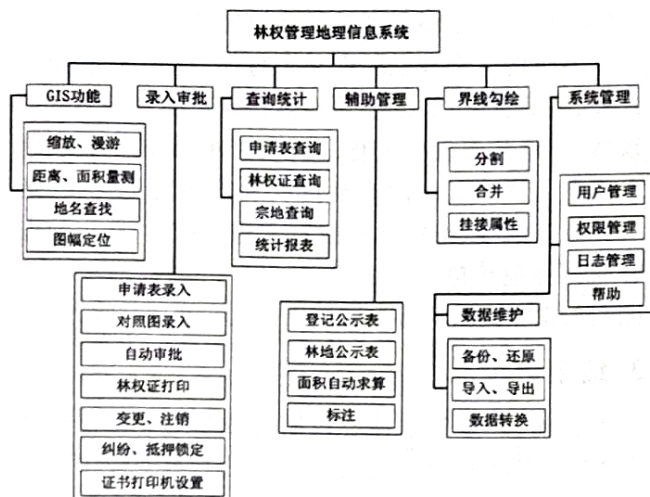 林权管理地理信息系统
GIS功能
录入审批
查询统计
辅助管理
界线勾绘
系统管理
缩放、漫游
距离、面积量测
地名查找
图幅定位
申请表录入
对照图录入
自动审批
林权证打印
变更、注销
纠纷、抵押锁定
证书打印机设置
申请表查询
林权证查询
宗地查询
统计报表
登记公示表
林地公示表
面积自动求算
标注
分割
合并
挂接属性
数据维护
备份、还原
导入、导出
数据转换
用户管理
权限管理
日志管理
帮助